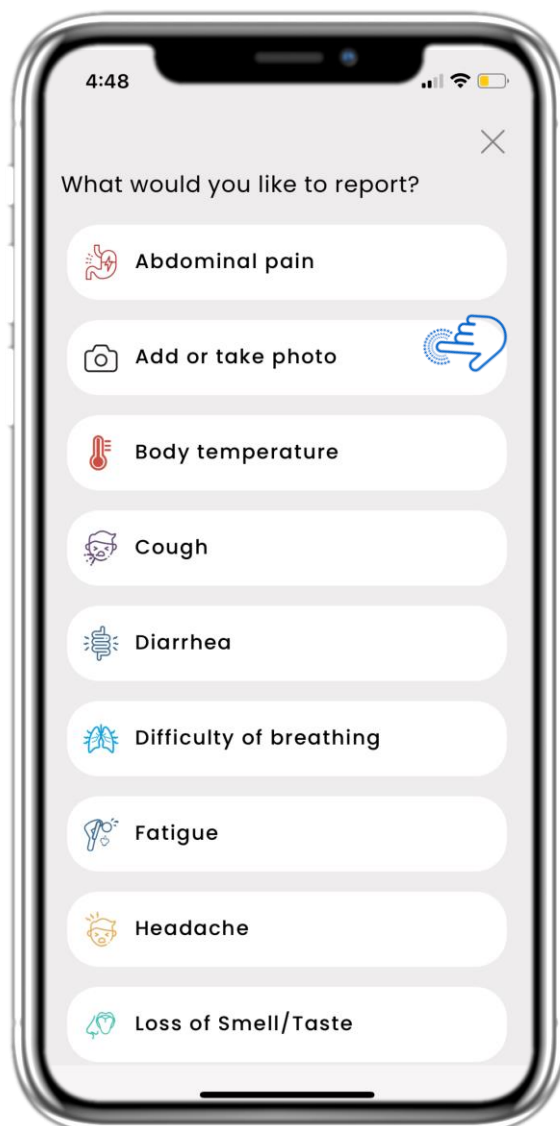 4:48
What would you like to report?
Abdominal pain
Add or take photo
Body temperature
Cough
Diarrhea
Difficulty of breathing
Fatigue
Headache
Loss of Smell/Taste